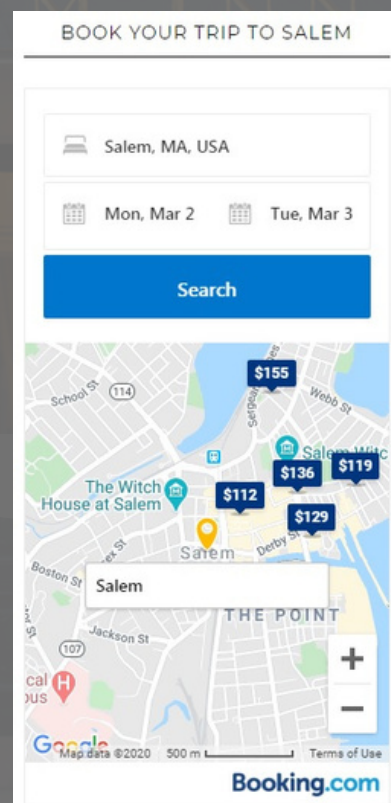 BOOK YOUR TRIP TO SALEM
Salem, MA, USA
Mon, Mar 2 Tue, Mar 3
Search
$155
School St
114
Webb St
Salem Witc
$119
$136
The Witch
House at Salem
$112
$129
Salem
Derby St
Boston St
Salem
THE POINT
Jackson St
107
cal
ous
H
+
−
Google
Map data ©2020 500 m Terms of Use
Booking.com